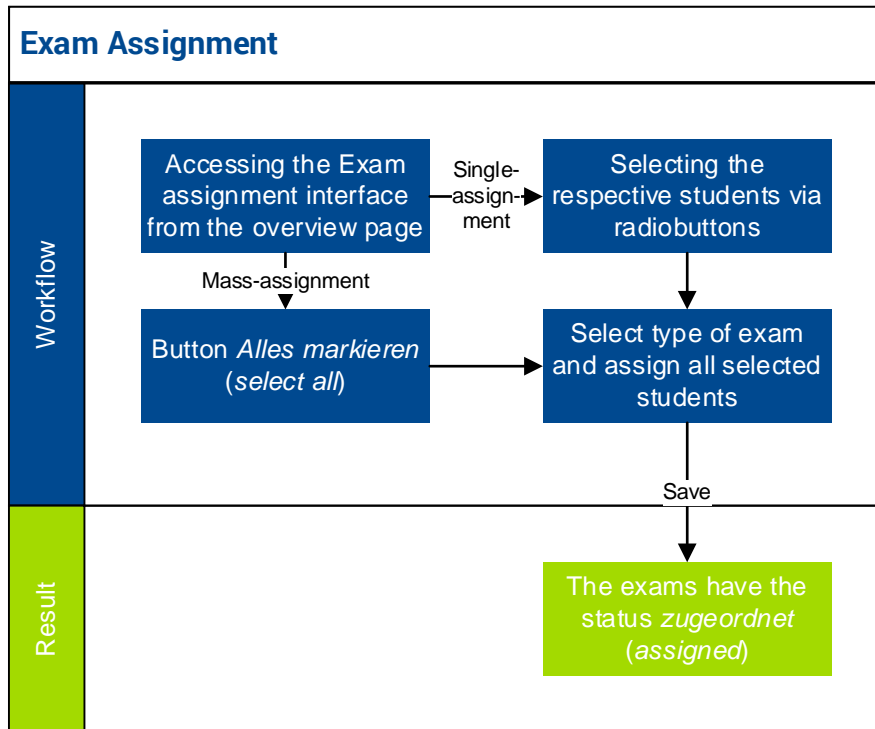 Exam Assignment
Workflow
Accessing the Exam
assignment interface
from the overview page
Single-
assign-
ment
Selecting the
respective students via
radiobuttons
Mass-assignment
Button Alles markieren
(select all)
Select type of exam
and assign all selected
students
Save
Result
The exams have the
status zugeordnet
(assigned)